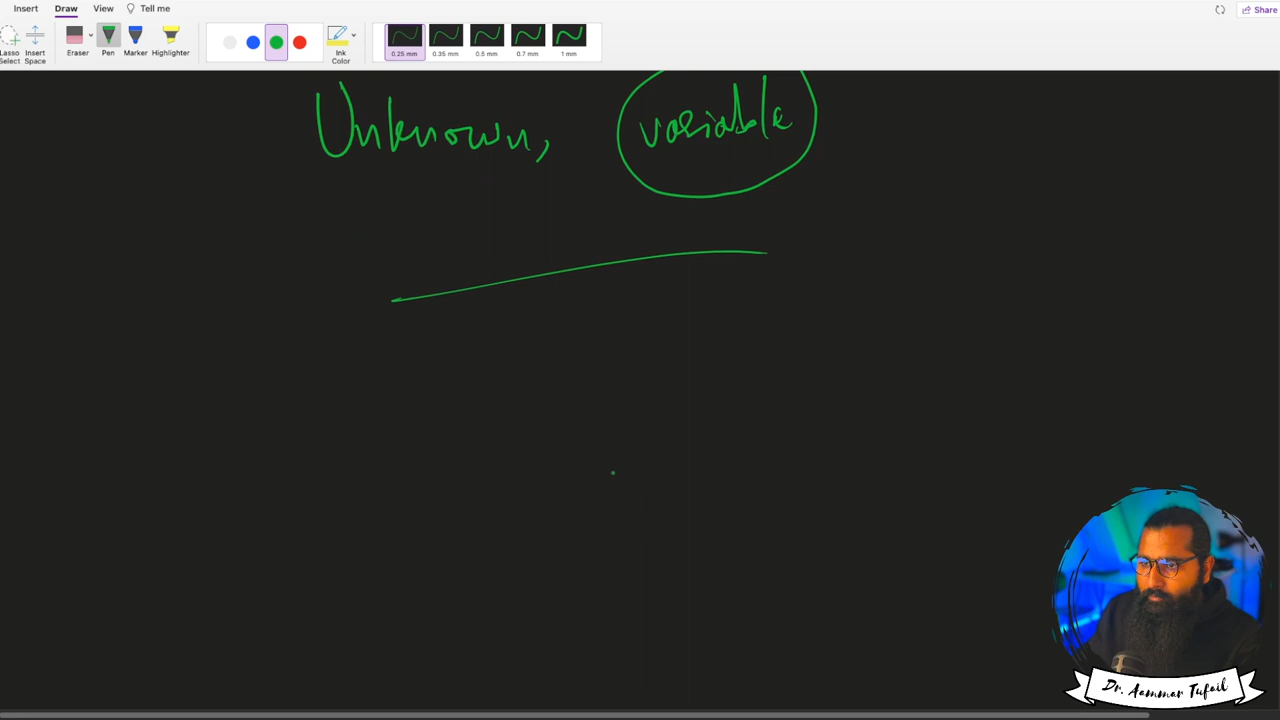 Insert Draw View Tell me Share
Lasso Select
Insert Space
Eraser
Pen
Marker
Highlighter
Ink Color
0.25 mm 0.35 mm 0.5 mm 0.7 mm 1 mm
Unknown, variable
Dr. Aammar Tufail